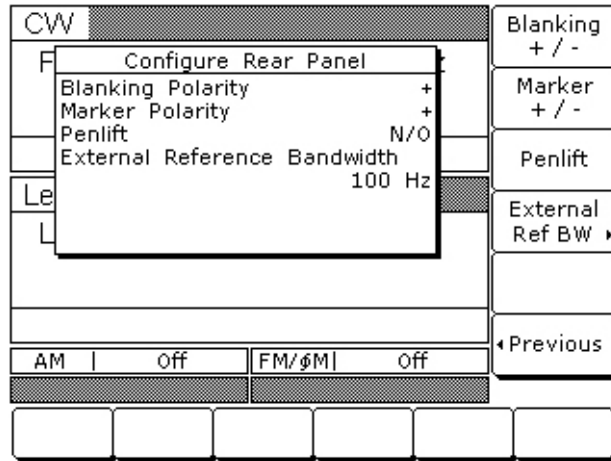 CW
F
z
Configure Rear Panel
Blanking Polarity +
Marker Polarity +
Penlift N/O
External Reference Bandwidth
100 Hz
Le
L
AM | Off
FM/ϕM| Off
Blanking
+ / -
Marker
+ / -
Penlift
External
Ref BW
Previous